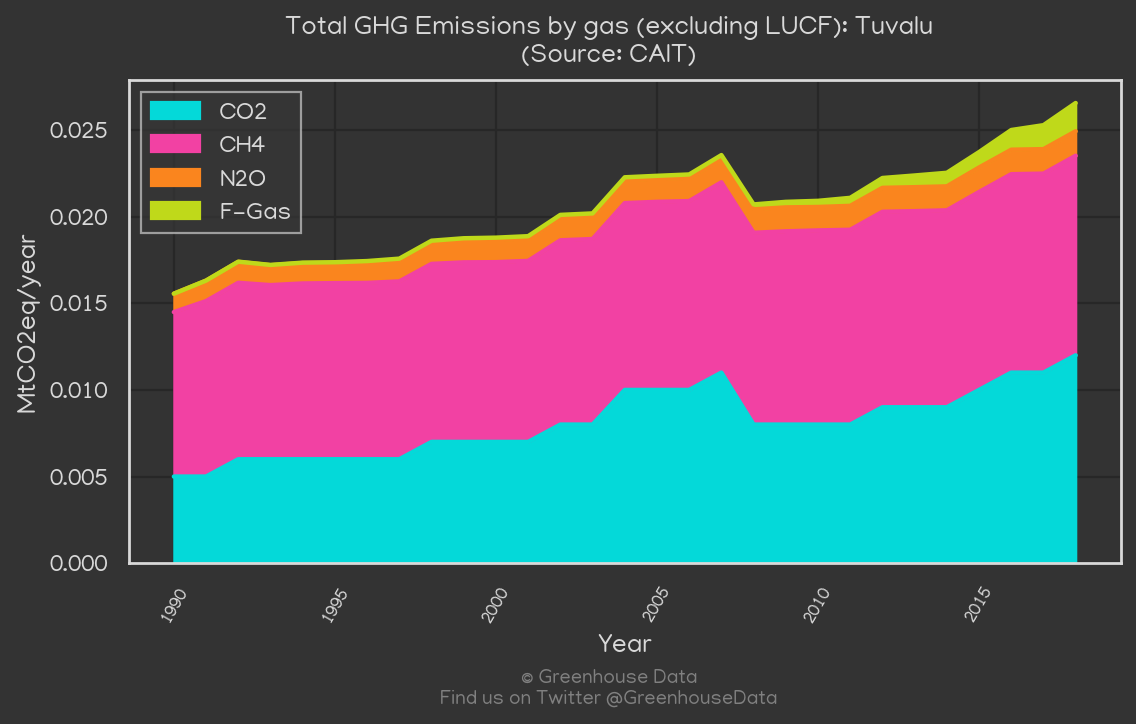 Total GHG Emissions by gas (excluding LUCF): Tuvalu
(Source: CAIT)
CO2
CH4
N2O
F-Gas
0.025
0.020
0.015
0.010
0.005
0.000
MtCO2eq/year
1990
1995
2000
2005
2010
2015
Year
© Greenhouse Data
Find us on Twitter @GreenhouseData